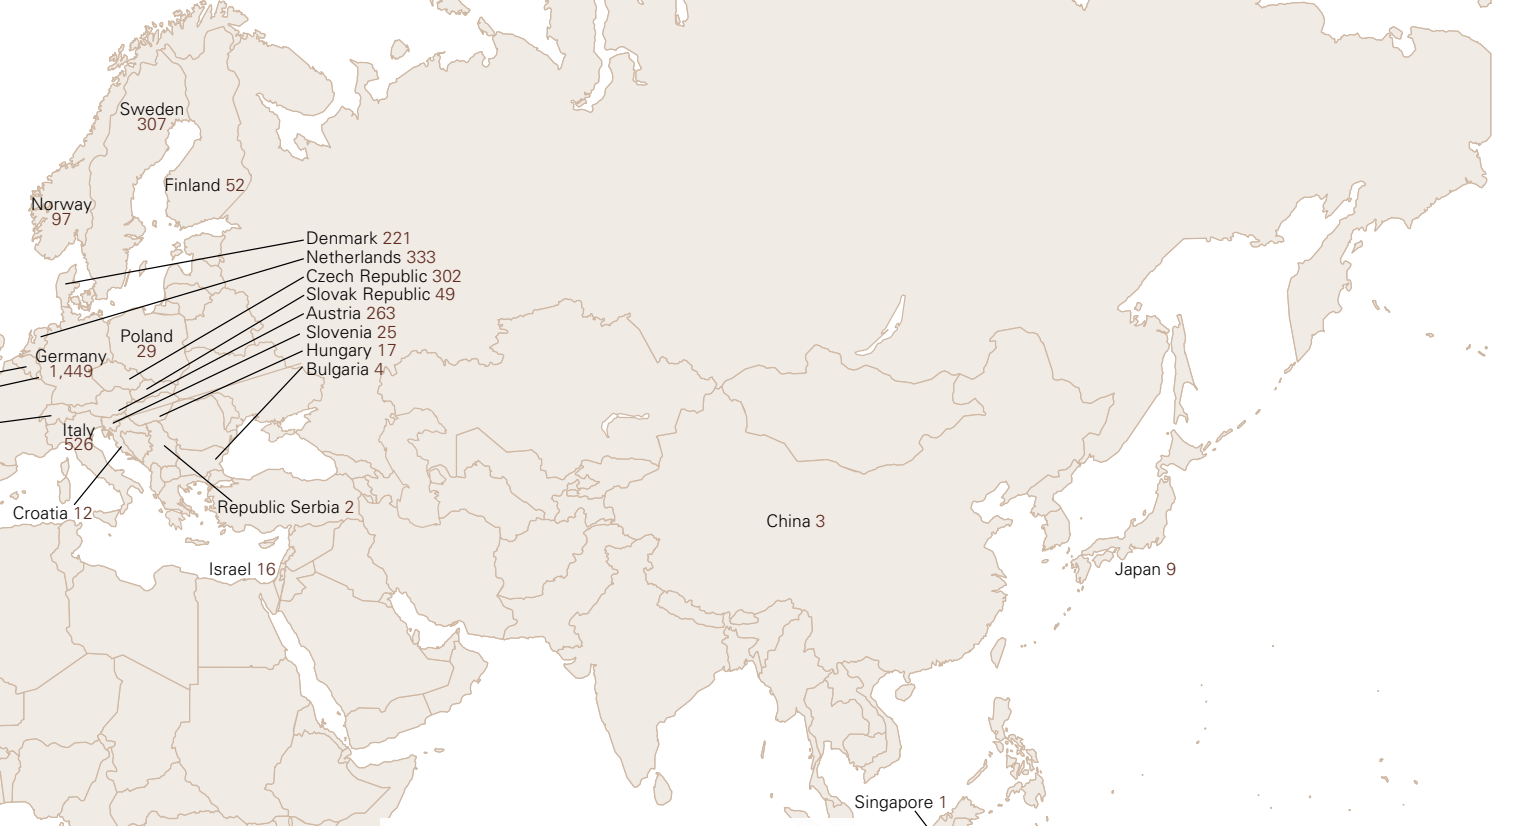 Sweden
307
Finland 52
Norway
97
Denmark 221
Netherlands 333
Czech Republic 302
Slovak Republic 49
Austria 263
Slovenia 25
Hungary 17
Bulgaria 4
Poland
29
Germany
1,449
Italy
526
Croatia 12
Republic Serbia 2
China 3
Israel 16
Japan 9
Singapore 1